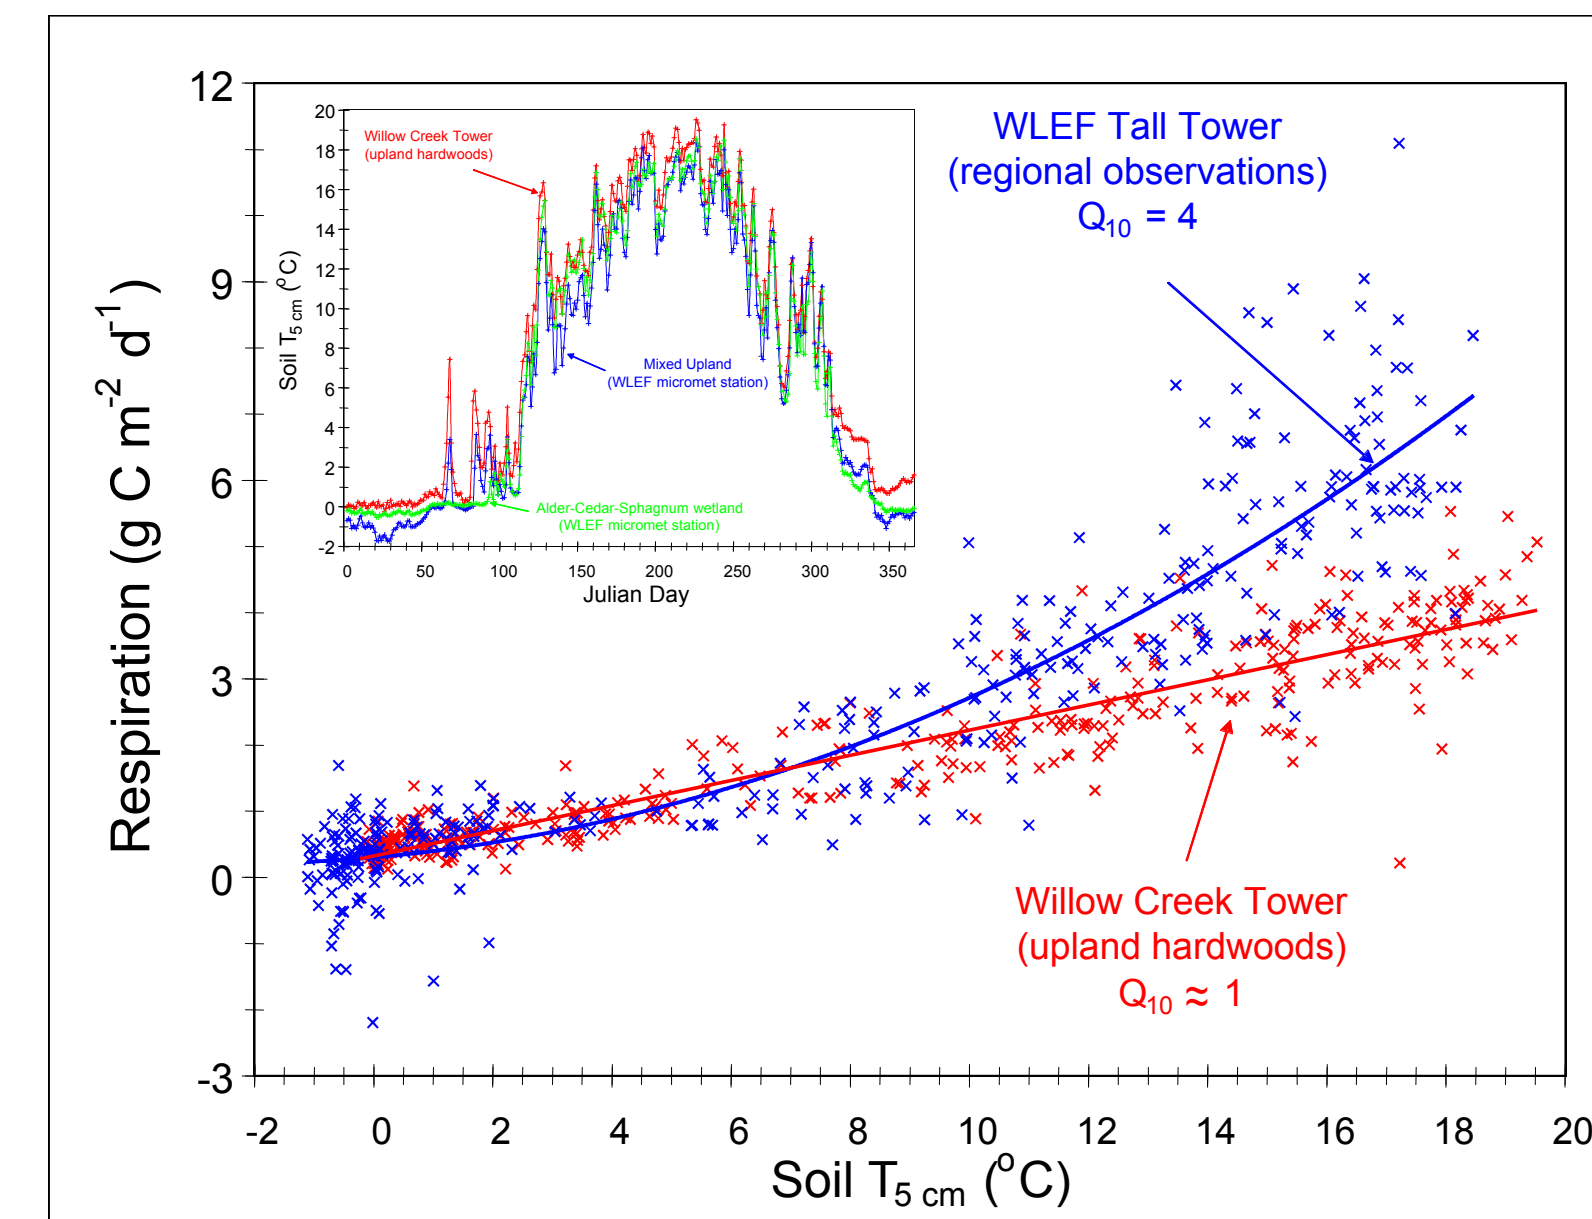 12
9
6
3
0
-3
Respiration (g C m-2 d-1)
-2 0 2 4 6 8 10 12 14 16 18 20
Soil T5 cm (oC)
WLEF Tall Tower
(regional observations)
Q10 = 4
Willow Creek Tower
(upland hardwoods)
Q10 ≈ 1
20
18
16
14
12
10
8
6
4
2
0
-2
Soil T5 cm (oC)
Willow Creek Tower
(upland hardwoods)
Mixed Upland
(WLEF micromet station)
Alder-Cedar-Sphagnum wetland
(WLEF micromet station)
0 50 100 150 200 250 300 350
Julian Day